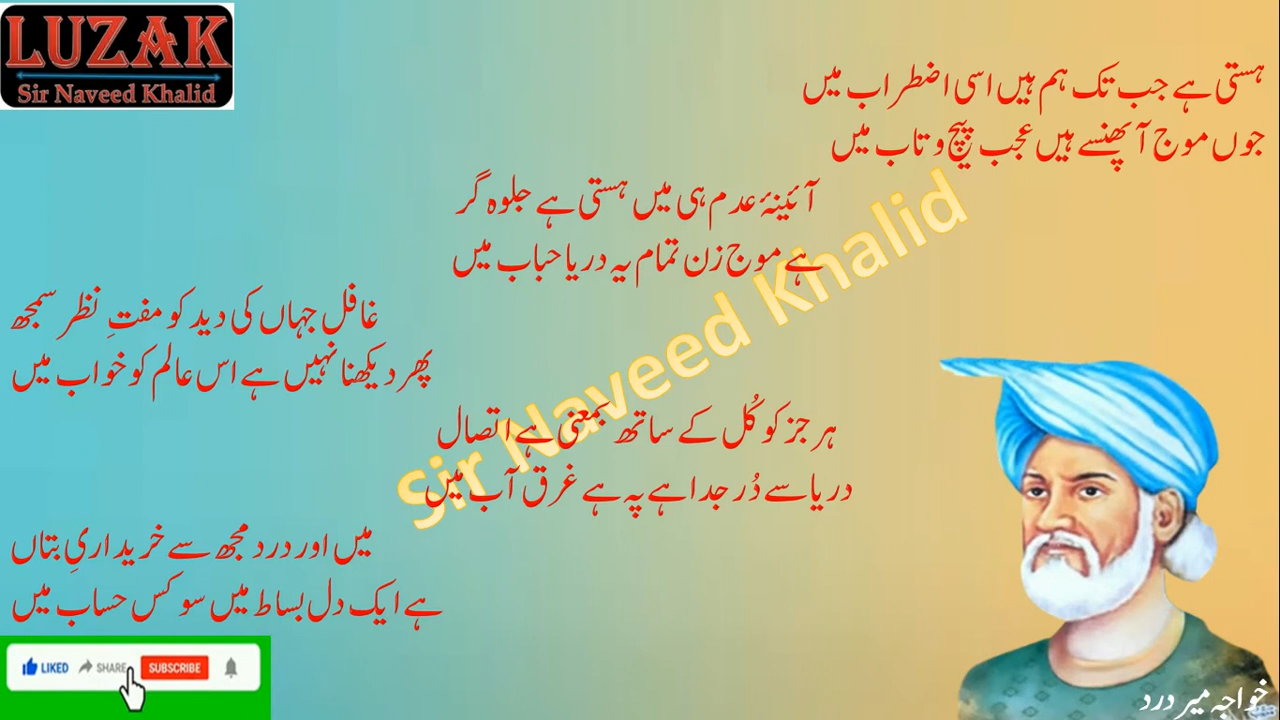 LUZAK
Sir Naveed Khalid
ہستی ہے جب تک ہم ہیں اسی اضطراب میں
جوں موج آ پھنسے ہیں عجب پیچ و تاب میں
آئینۂ عدم ہی میں ہستی ہے جلوہ گر
ہے موج زن تمام یہ دریا حباب میں
غافل جہاں کی دید کو مفتِ نظر سمجھ
پھر دیکھنا نہیں ہے اس عالم کو خواب میں
ہر جز کو کُل کے ساتھ بمعنی ہے اتصال
دریا سے دُر جدا ہے پہ ہے غرق آب میں
میں اور درد مجھ سے خریداریِ بتاں
ہے ایک دل بساط میں سو کس حساب میں
Sir Naveed Khalid
LIKED SHARE SUBSCRIBE
خواجہ میر درد